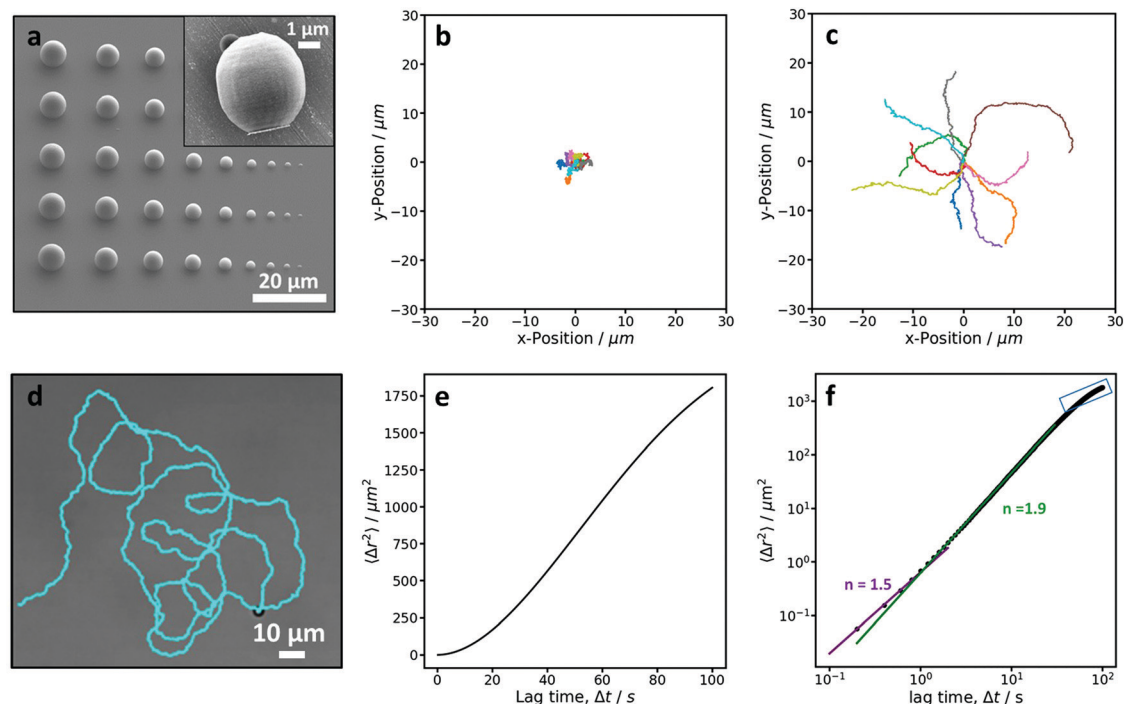 a
1 μm
20 μm
b
30
20
10
0
−10
−20
−30
−30 −20 −10 0 10 20 30
y-Position / μm
x-Position / μm
c
30
20
10
0
−10
−20
−30
−30 −20 −10 0 10 20 30
y-Position / μm
x-Position / μm
d
10 μm
e
1750
1500
1250
1000
750
500
250
0
0 20 40 60 80 100
⟨Δr²⟩ / μm²
Lag time, Δt / s
f
10³
10²
10¹
10⁰
10⁻¹
10⁻¹ 10⁰ 10¹ 10²
⟨Δr²⟩ / μm²
n =1.9
n = 1.5
lag time, Δt / s